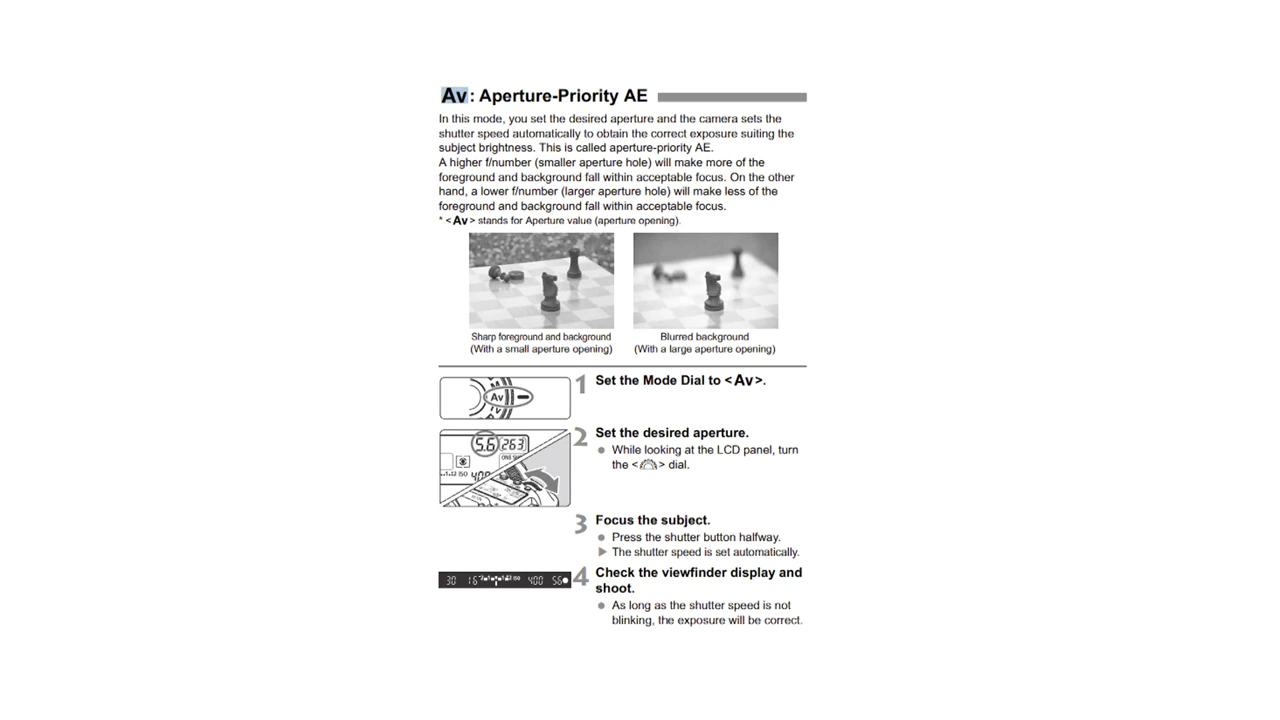 Av: Aperture-Priority AE
In this mode, you set the desired aperture and the camera sets the
shutter speed automatically to obtain the correct exposure suiting the
subject brightness. This is called aperture-priority AE.
A higher f/number (smaller aperture hole) will make more of the
foreground and background fall within acceptable focus. On the other
hand, a lower f/number (larger aperture hole) will make less of the
foreground and background fall within acceptable focus.
* <Av> stands for Aperture value (aperture opening).
Sharp foreground and background
(With a small aperture opening)
Blurred background
(With a large aperture opening)
Av
1 Set the Mode Dial to <Av>.
5.6 263
ONE S
ISO 400
2 Set the desired aperture.
While looking at the LCD panel, turn
the < > dial.
3 Focus the subject.
Press the shutter button halfway.
The shutter speed is set automatically.
30 ISO 400 56
4 Check the viewfinder display and
shoot.
As long as the shutter speed is not
blinking, the exposure will be correct.